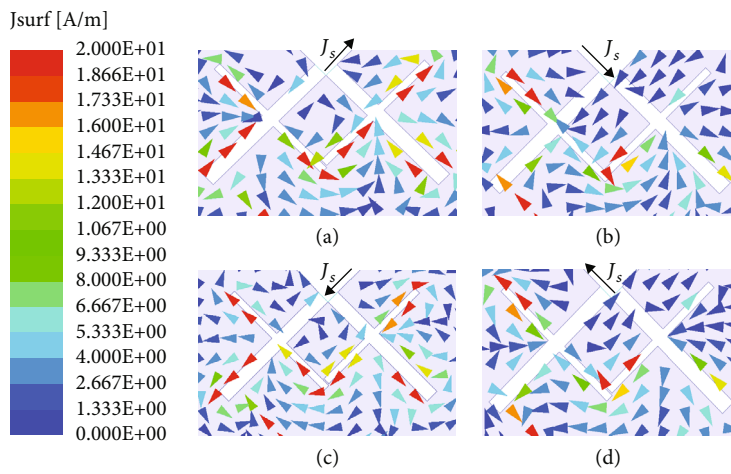 Jsurf [A/m]
2.000E+01
1.866E+01
1.733E+01
1.600E+01
1.467E+01
1.333E+01
1.200E+01
1.067E+00
9.333E+00
8.000E+00
6.667E+00
5.333E+00
4.000E+00
2.667E+00
1.333E+00
0.000E+00
Js
(a)
Js
(b)
Js
(c)
Js
(d)